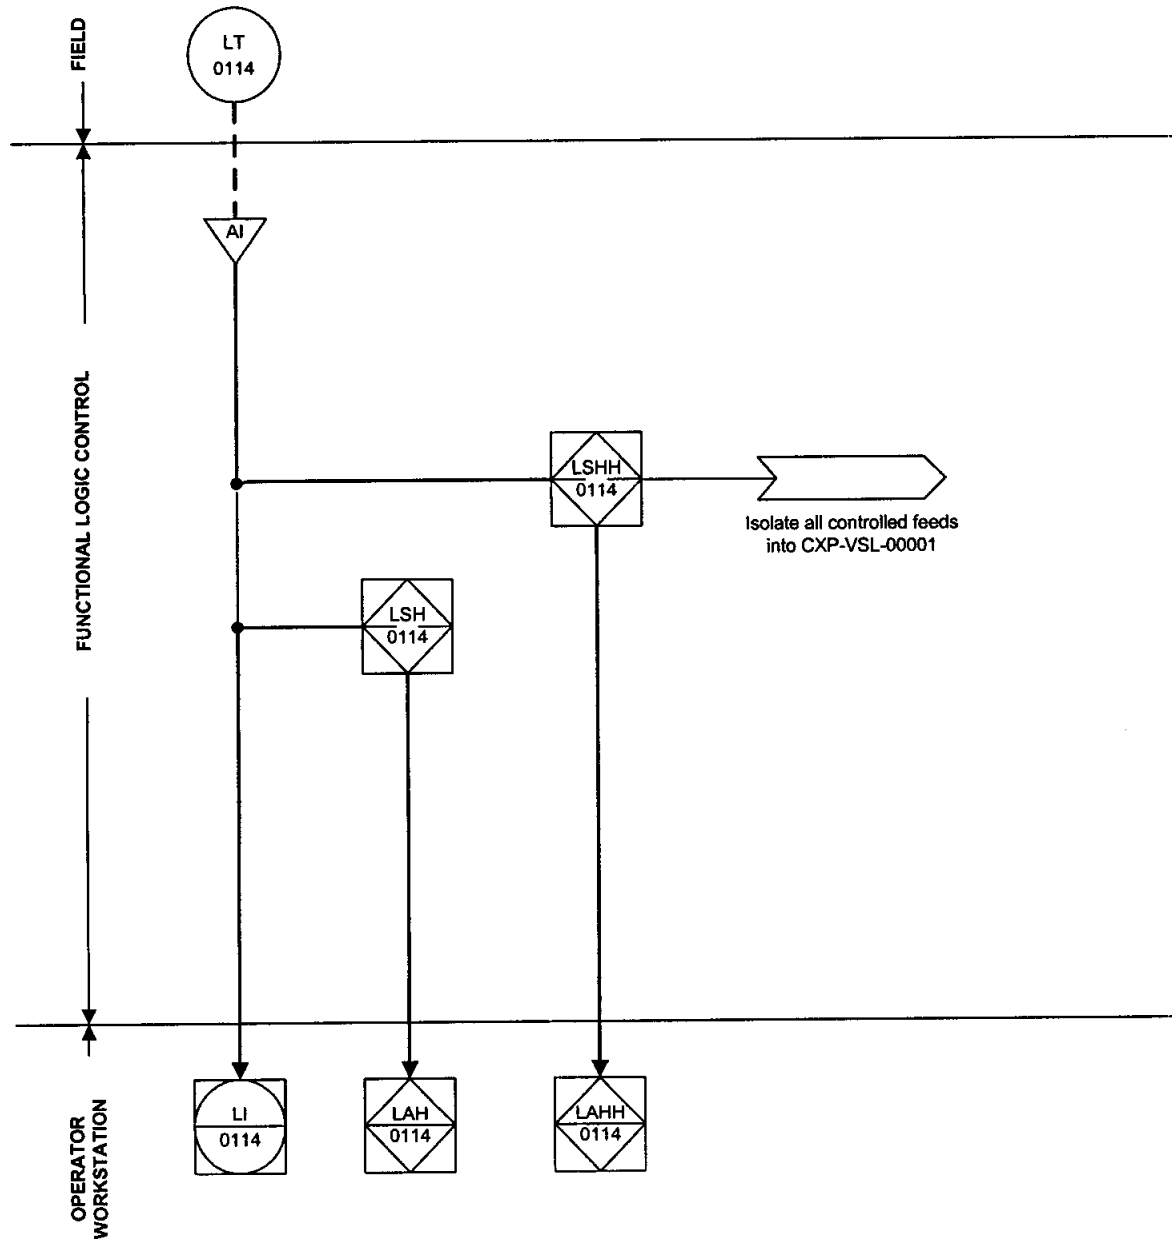 FIELD
LT
0114
AI
FUNCTIONAL LOGIC CONTROL
LSHH
0114
Isolate all controlled feeds
into CXP-VSL-00001
LSH
0114
OPERATOR
WORKSTATION
LI
0114
LAH
0114
LAHH
0114